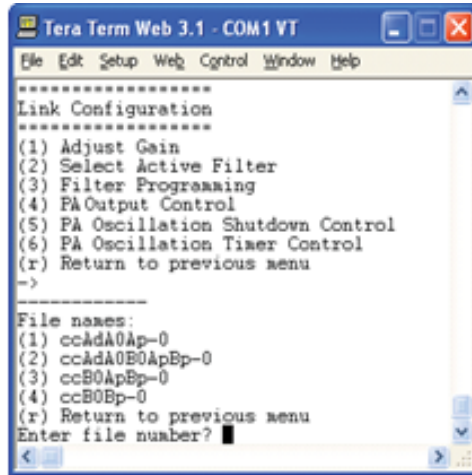 Tera Term Web 3.1 - COM1 VT
File Edit Setup Web Control Window Help
==================
Link Configuration
==================
(1) Adjust Gain
(2) Select Active Filter
(3) Filter Programming
(4) PA Output Control
(5) PA Oscillation Shutdown Control
(6) PA Oscillation Timer Control
(r) Return to previous menu
->
------------
File names:
(1) ccAdA0Ap-0
(2) ccAdA0B0ApBp-0
(3) ccB0ApBp-0
(4) ccB0Bp-0
(r) Return to previous menu
Enter file number?